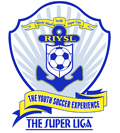 RIYSL
THE YOUTH SOCCER EXPERIENCE
THE SUPER LIGA